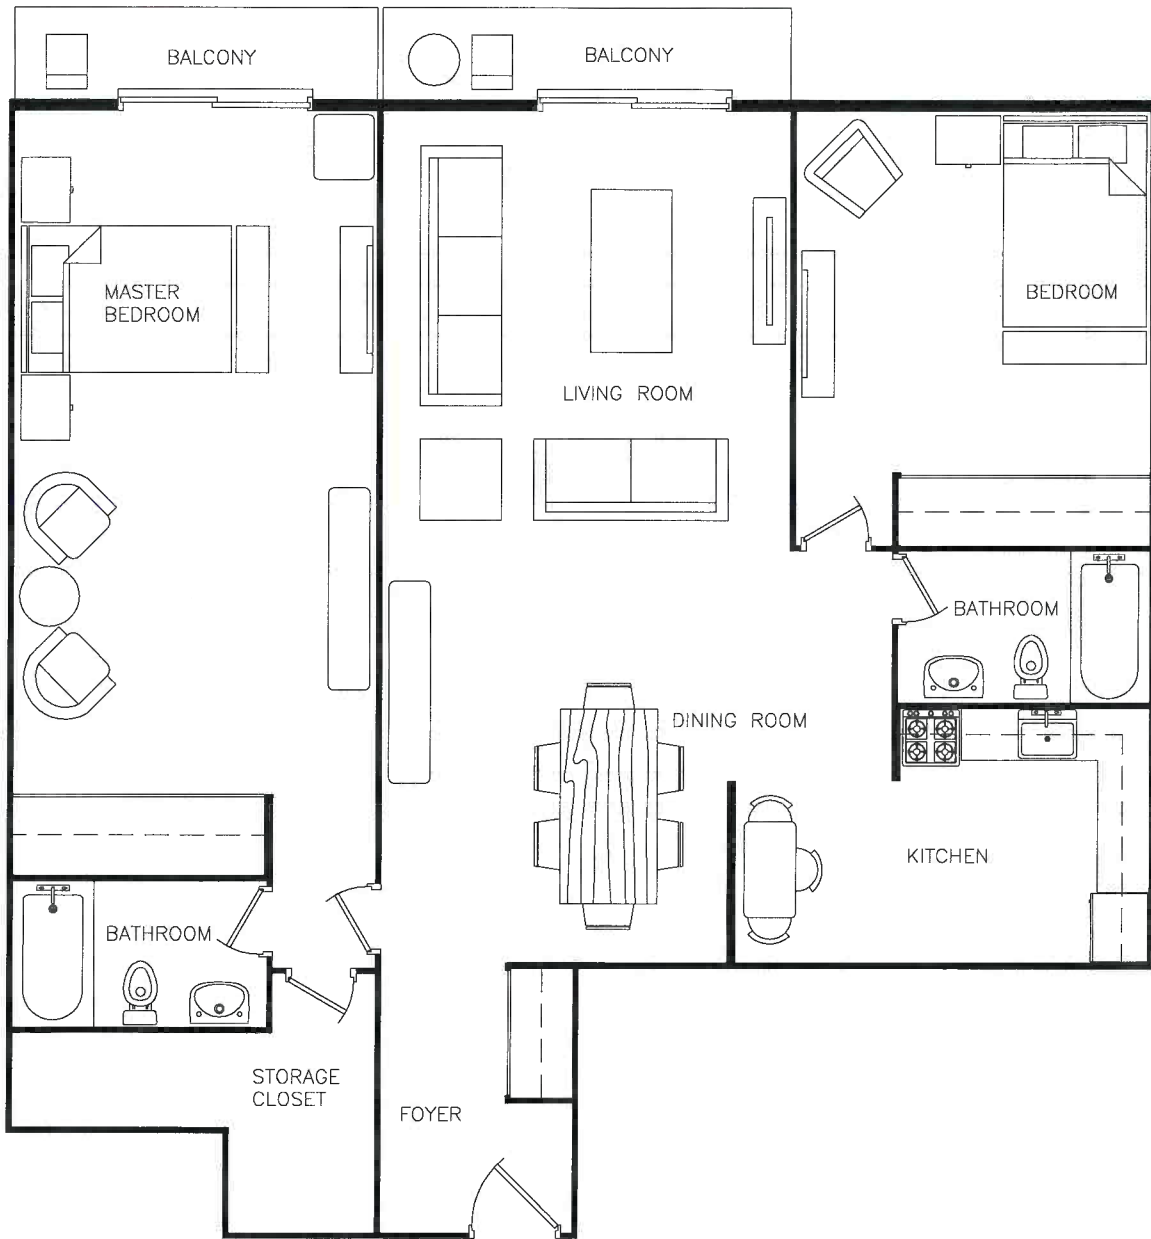 BALCONY
BALCONY
MASTER
BEDROOM
BEDROOM
LIVING ROOM
BATHROOM
DINING ROOM
KITCHEN
BATHROOM
STORAGE
CLOSET
FOYER